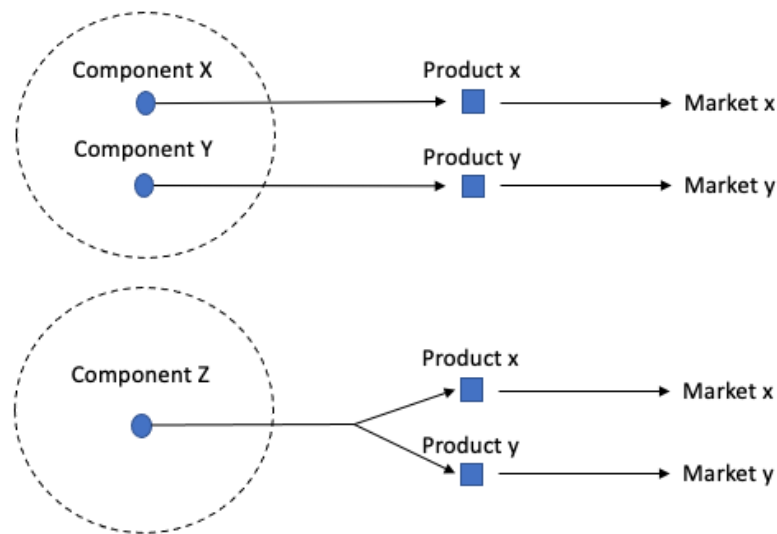 Component X
Product x
Market x
Component Y
Product y
Market y
Component Z
Product x
Market x
Product y
Market y